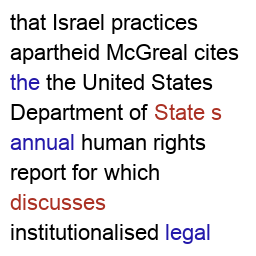 that Israel practices
apartheid McGreal cites
the the United States
Department of State s
annual human rights
report for which
discusses
institutionalised legal